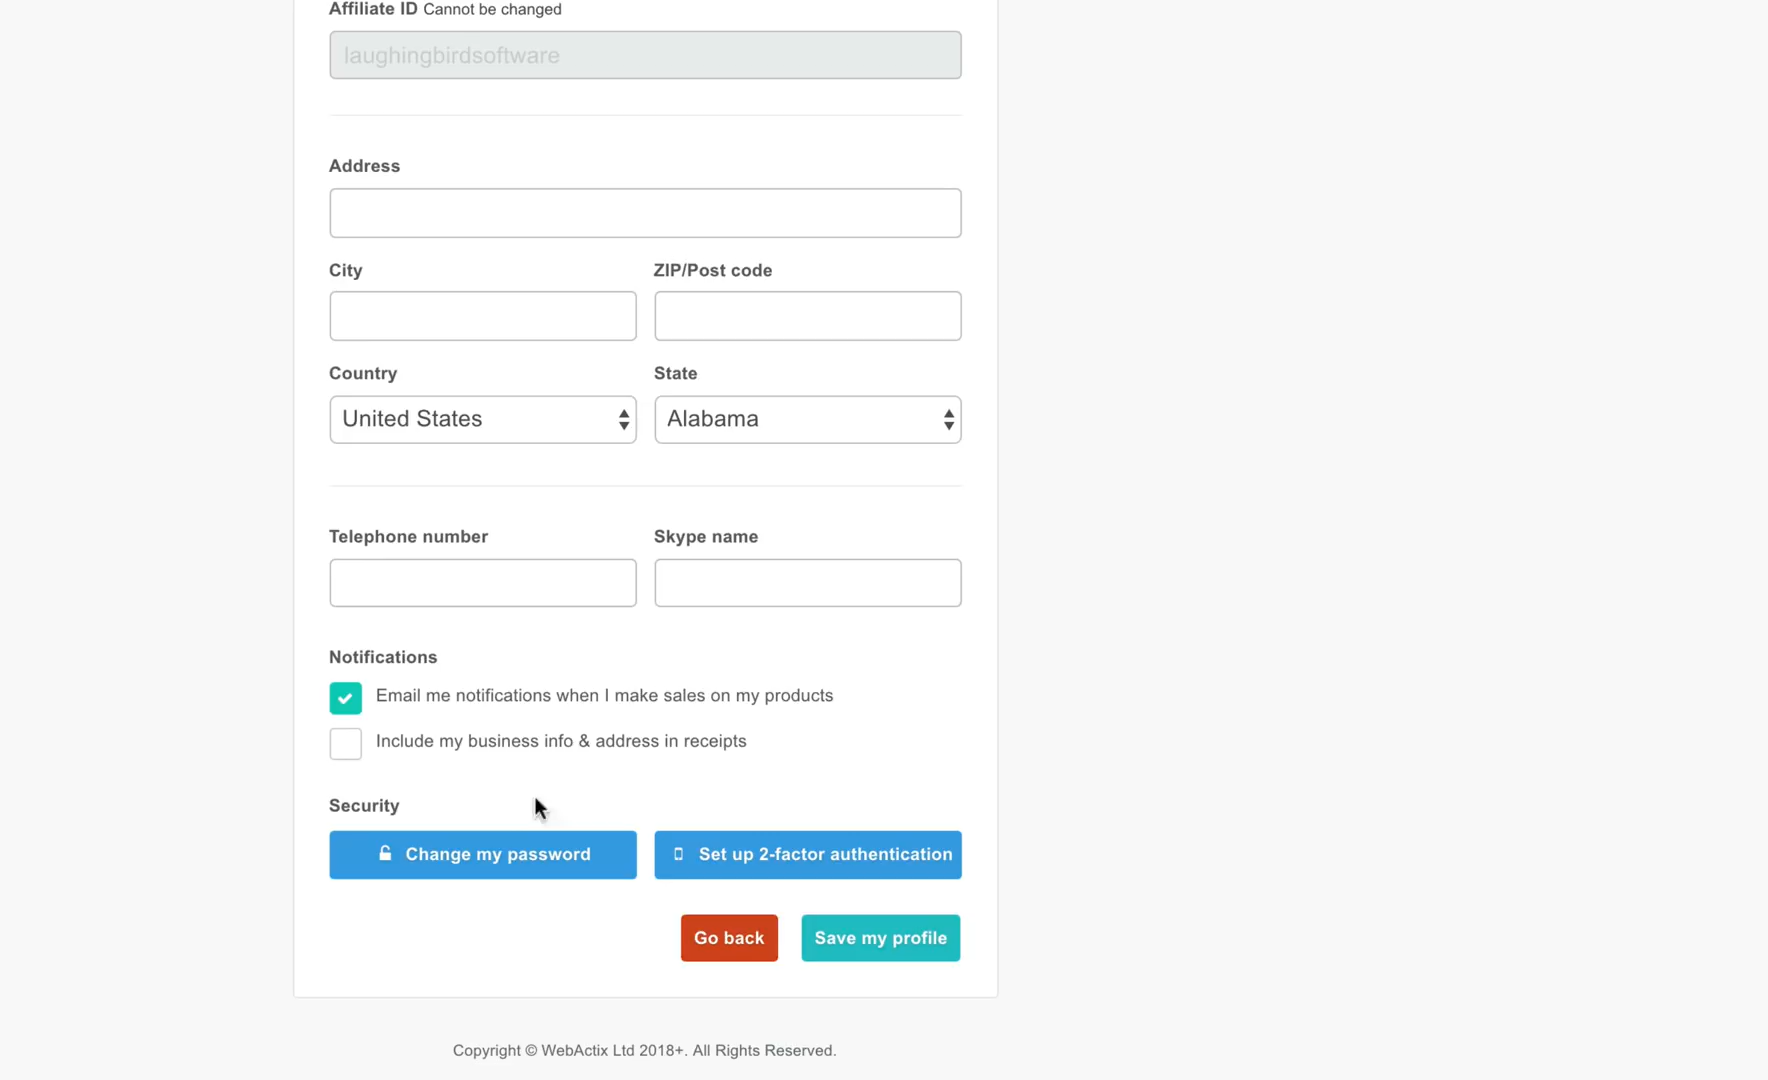 Affiliate ID Cannot be changed
laughingbirdsoftware
Address
City ZIP/Post code
Country State
United States Alabama
Telephone number Skype name
Notifications
Email me notifications when I make sales on my products
Include my business info & address in receipts
Security
Change my password Set up 2-factor authentication
Go back Save my profile
Copyright © WebActix Ltd 2018+. All Rights Reserved.